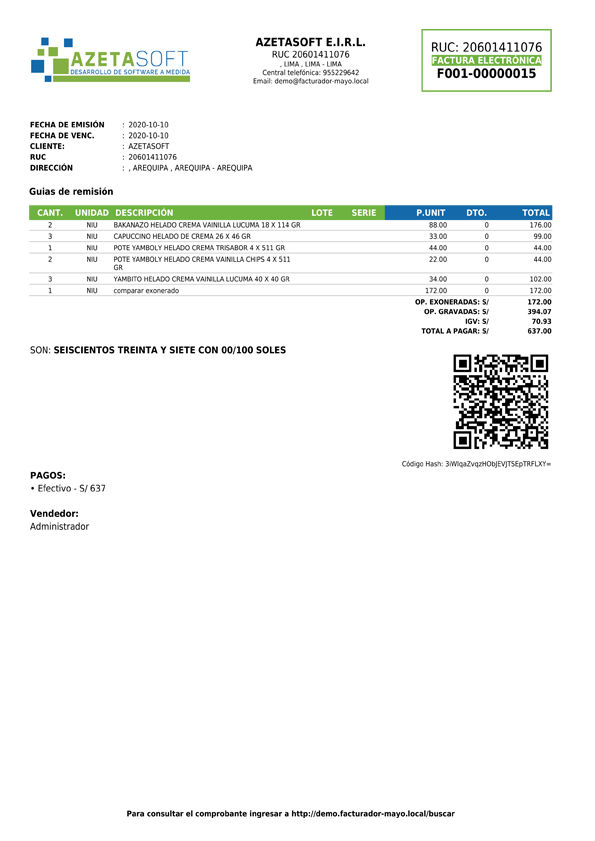 AZETASOFT
DESARROLLO DE SOFTWARE A MEDIDA
AZETASOFT E.I.R.L.
RUC 20601411076
, LIMA , LIMA - LIMA
Central telefónica: 955229642
Email: demo@facturador-mayo.local
RUC: 20601411076
FACTURA ELECTRÓNICA
F001-00000015
FECHA DE EMISIÓN : 2020-10-10
FECHA DE VENC. : 2020-10-10
CLIENTE: : AZETASOFT
RUC : 20601411076
DIRECCIÓN : , AREQUIPA , AREQUIPA - AREQUIPA
Guias de remisión
CANT. UNIDAD DESCRIPCIÓN LOTE SERIE P.UNIT DTO. TOTAL
2 NIU BAKANAZO HELADO CREMA VAINILLA LUCUMA 18 X 114 GR 88.00 0 176.00
3 NIU CAPUCCINO HELADO DE CREMA 26 X 46 GR 33.00 0 99.00
1 NIU POTE YAMBOLY HELADO CREMA TRISABOR 4 X 511 GR 44.00 0 44.00
2 NIU POTE YAMBOLY HELADO CREMA VAINILLA CHIPS 4 X 511 22.00 0 44.00
GR
3 NIU YAMBITO HELADO CREMA VAINILLA LUCUMA 40 X 40 GR 34.00 0 102.00
1 NIU comparar exonerado 172.00 0 172.00
OP. EXONERADAS: S/ 172.00
OP. GRAVADAS: S/ 394.07
IGV: S/ 70.93
TOTAL A PAGAR: S/ 637.00
SON: SEISCIENTOS TREINTA Y SIETE CON 00/100 SOLES
Código Hash: 3iWIqaZvqzHObJEVJTSEpTRFLXY=
PAGOS:
• Efectivo - S/ 637
Vendedor:
Administrador
Para consultar el comprobante ingresar a http://demo.facturador-mayo.local/buscar